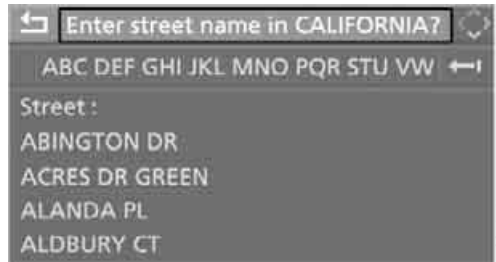 Enter street name in CALIFORNIA?
ABC DEF GHI JKL MNO PQR STU VW
Street :
ABINGTON DR
ACRES DR GREEN
ALANDA PL
ALDBURY CT